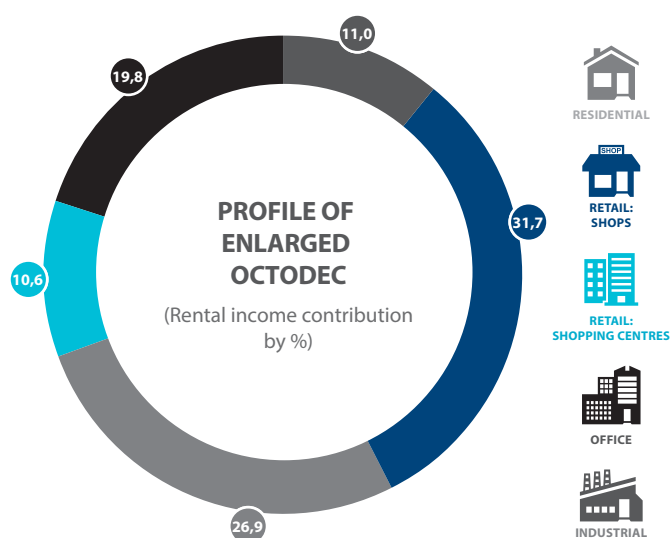 11,0
19,8
31,7
10,6
26,9
PROFILE OF
ENLARGED
OCTODEC
(Rental income contribution
by %)
RESIDENTIAL
SHOP
RETAIL:
SHOPS
RETAIL:
SHOPPING CENTRES
OFFICE
INDUSTRIAL